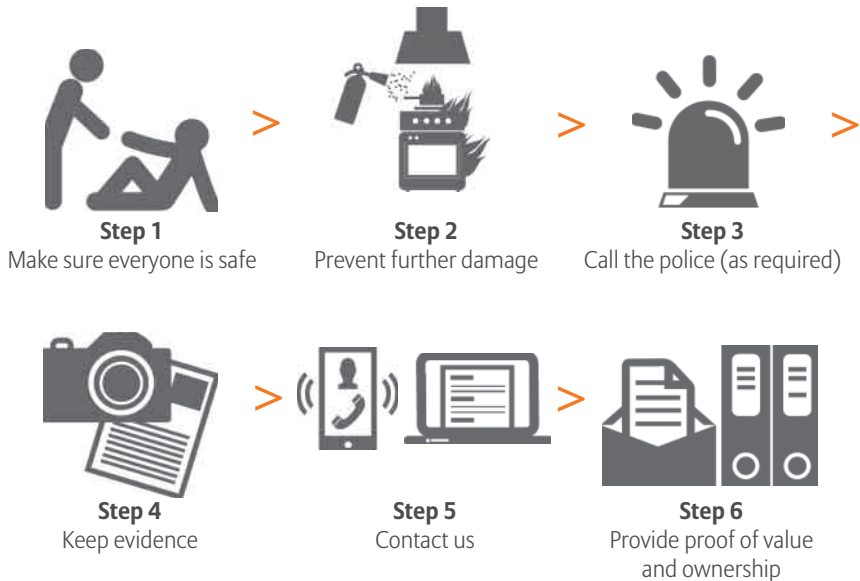 Step 1
Make sure everyone is safe
Step 2
Prevent further damage
Step 3
Call the police (as required)
Step 4
Keep evidence
Step 5
Contact us
Step 6
Provide proof of value
and ownership